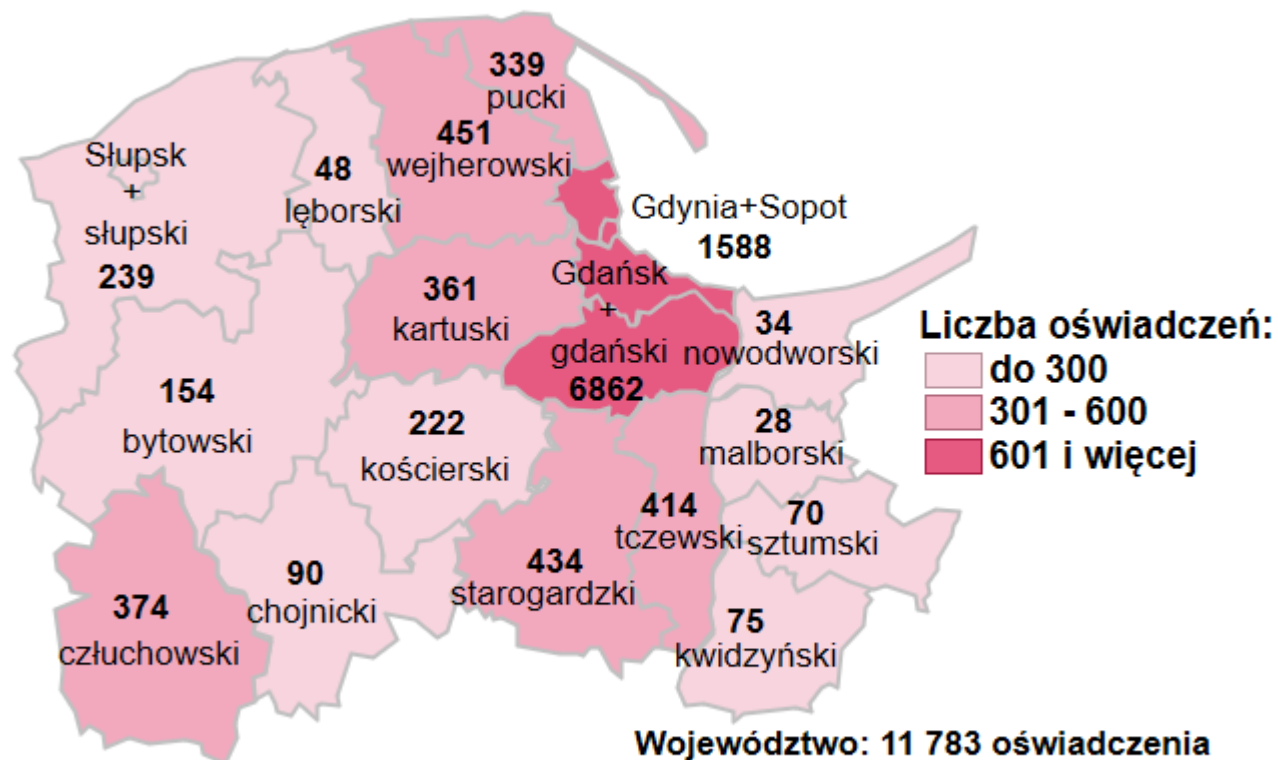 339
pucki
451
wejherowski
Słupsk
+
słupski
239
48
lęborski
Gdynia+Sopot
1588
Gdańsk
+
gdański
6862
361
kartuski
34
nowodworski
154
bytowski
222
kościerski
28
malborski
414
tczewski
70
sztumski
434
starogardzki
90
chojnicki
374
człuchowski
75
kwidzyński
Liczba oświadczeń:
do 300
301 - 600
601 i więcej
Województwo: 11 783 oświadczenia